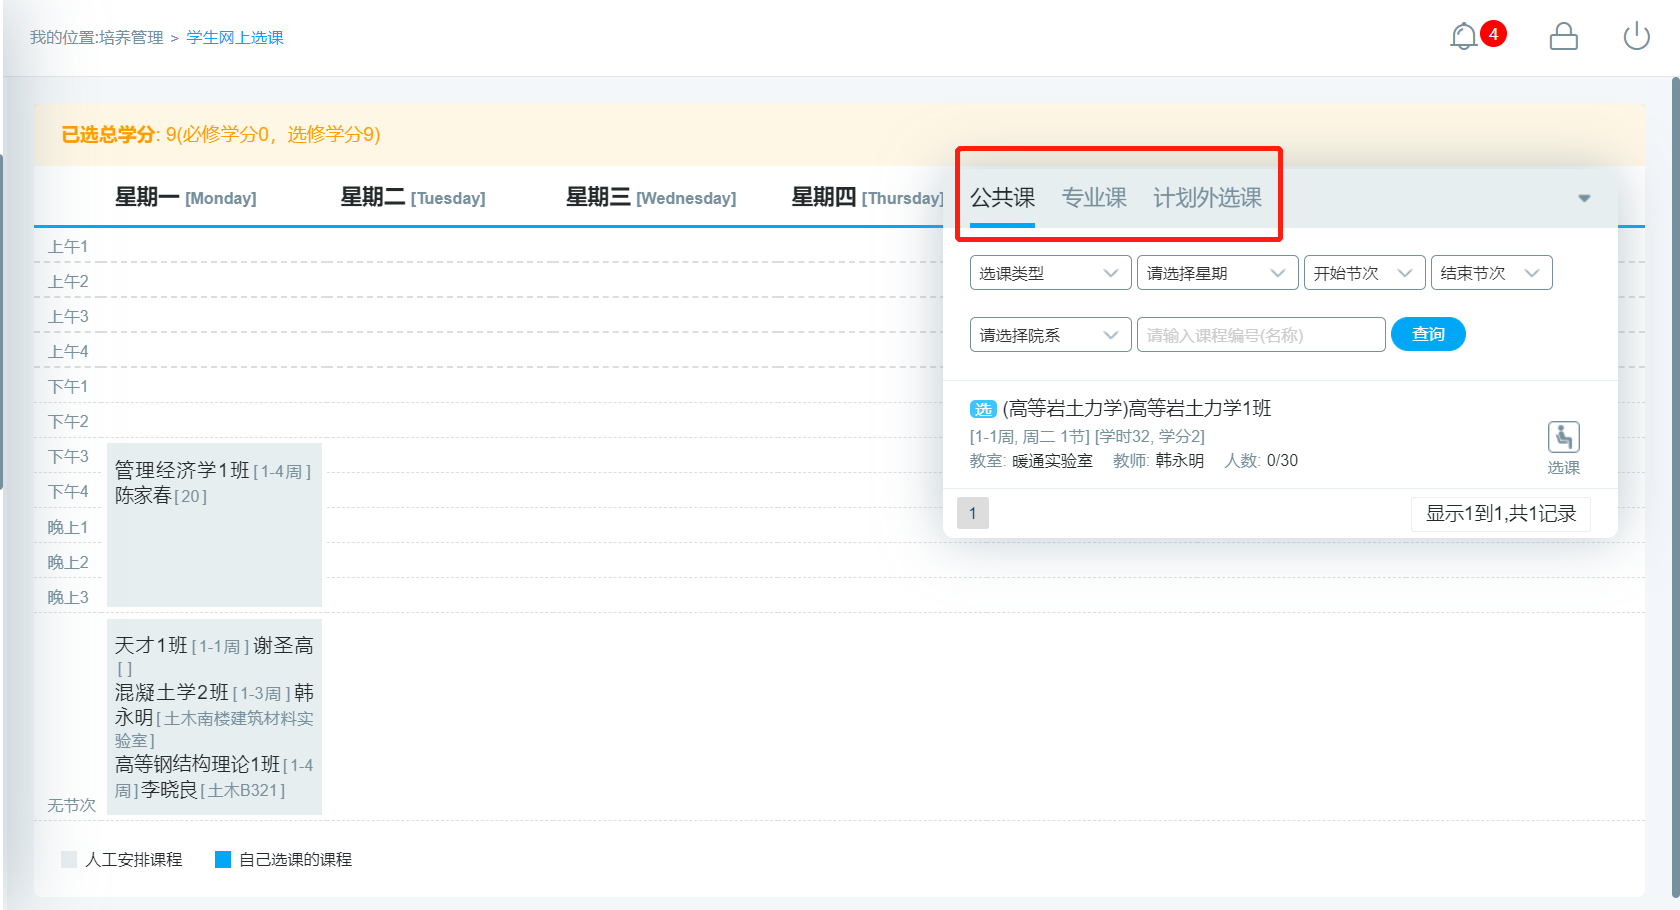 我的位置:培养管理 > 学生网上选课
4
已选总学分: 9(必修学分0，选修学分9)
星期一 [Monday] 星期二 [Tuesday] 星期三 [Wednesday] 星期四 [Thursday]
公共课 专业课 计划外选课
选课类型 请选择星期 开始节次 结束节次
请选择院系 请输入课程编号(名称) 查询
选 (高等岩土力学)高等岩土力学1班
[1-1周, 周二 1节] [学时32, 学分2]
教室: 暖通实验室 教师: 韩永明 人数: 0/30
选课
1 显示1到1,共1记录
上午1
上午2
上午3
上午4
下午1
下午2
下午3
下午4
晚上1
晚上2
晚上3
无节次
管理经济学1班[1-4周]
陈家春[20]
天才1班[1-1周]谢圣高
[]
混凝土学2班[1-3周]韩
永明[土木南楼建筑材料实
验室]
高等钢结构理论1班[1-4
周]李晓良[土木B321]
人工安排课程 自己选课的课程